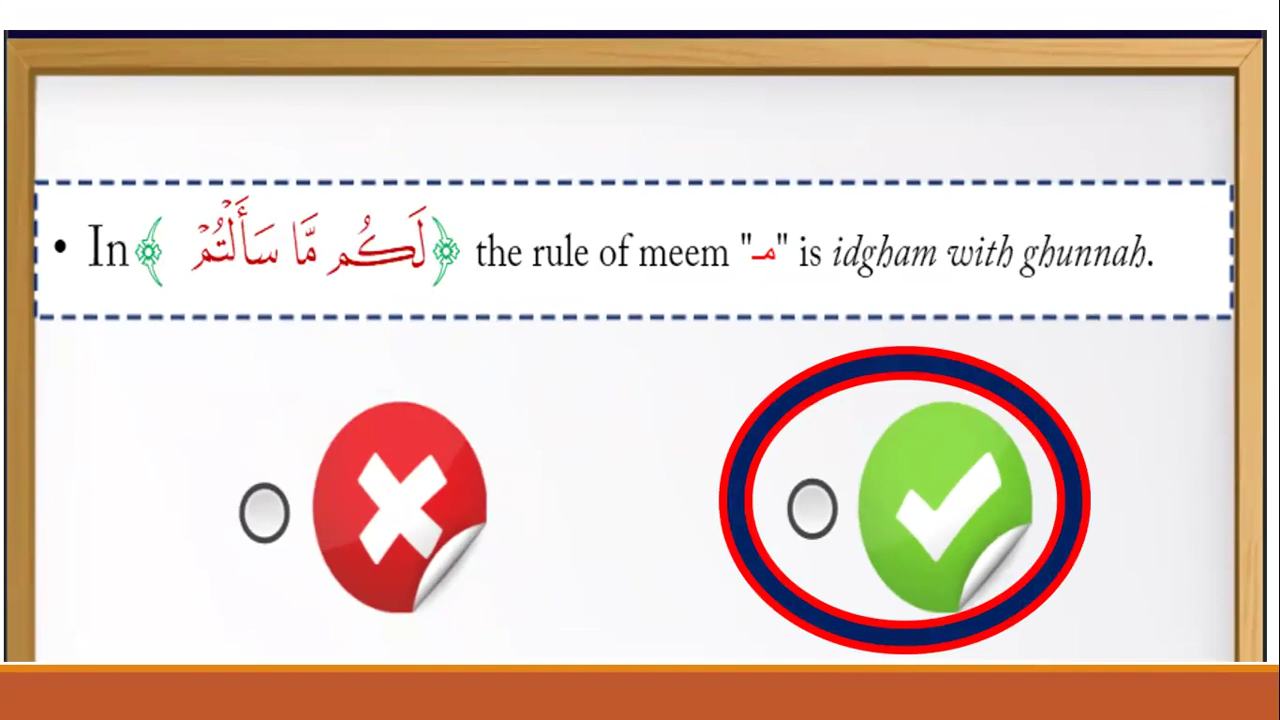 • In ﴿لَكُم مَّا سَأَلْتُمْ﴾ the rule of meem "مـ" is idgham with ghunnah.